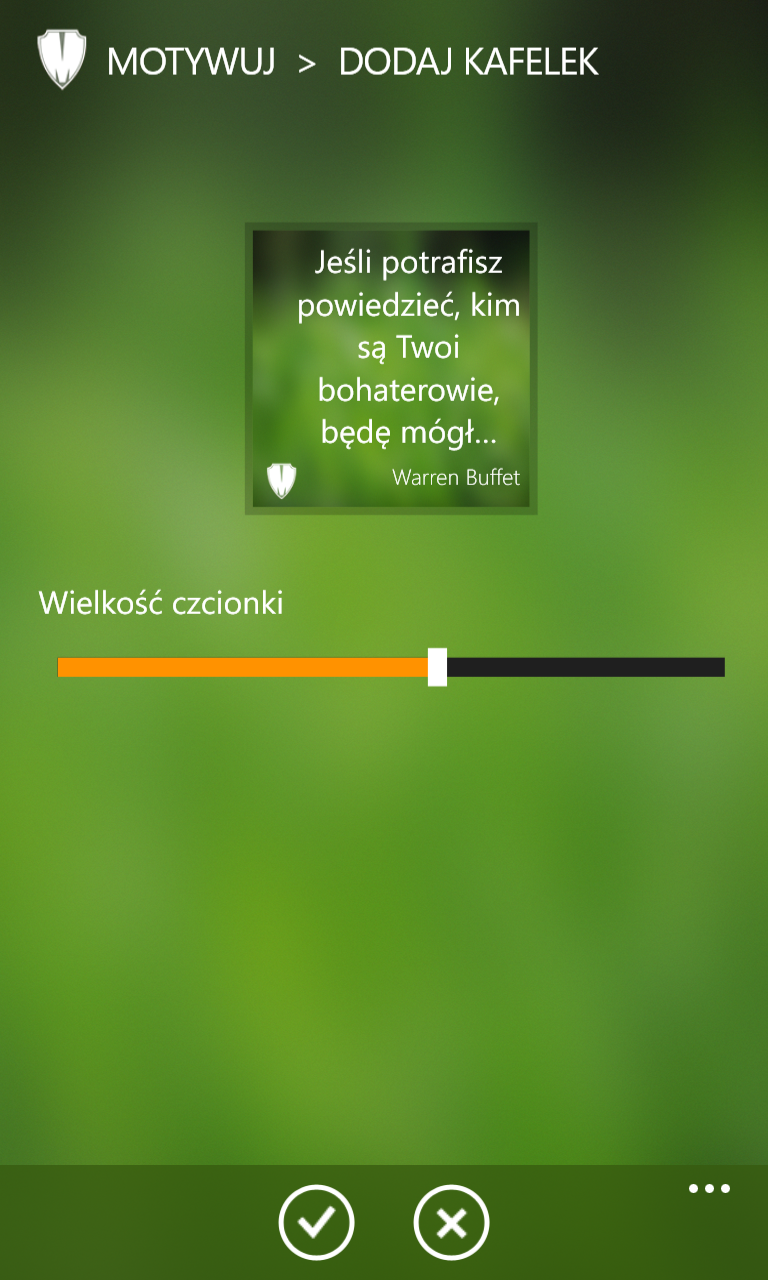 MOTYWUJ > DODAJ KAFELEK
Jeśli potrafisz
powiedzieć, kim
są Twoi
bohaterowie,
będę mógł...
Warren Buffet
Wielkość czcionki